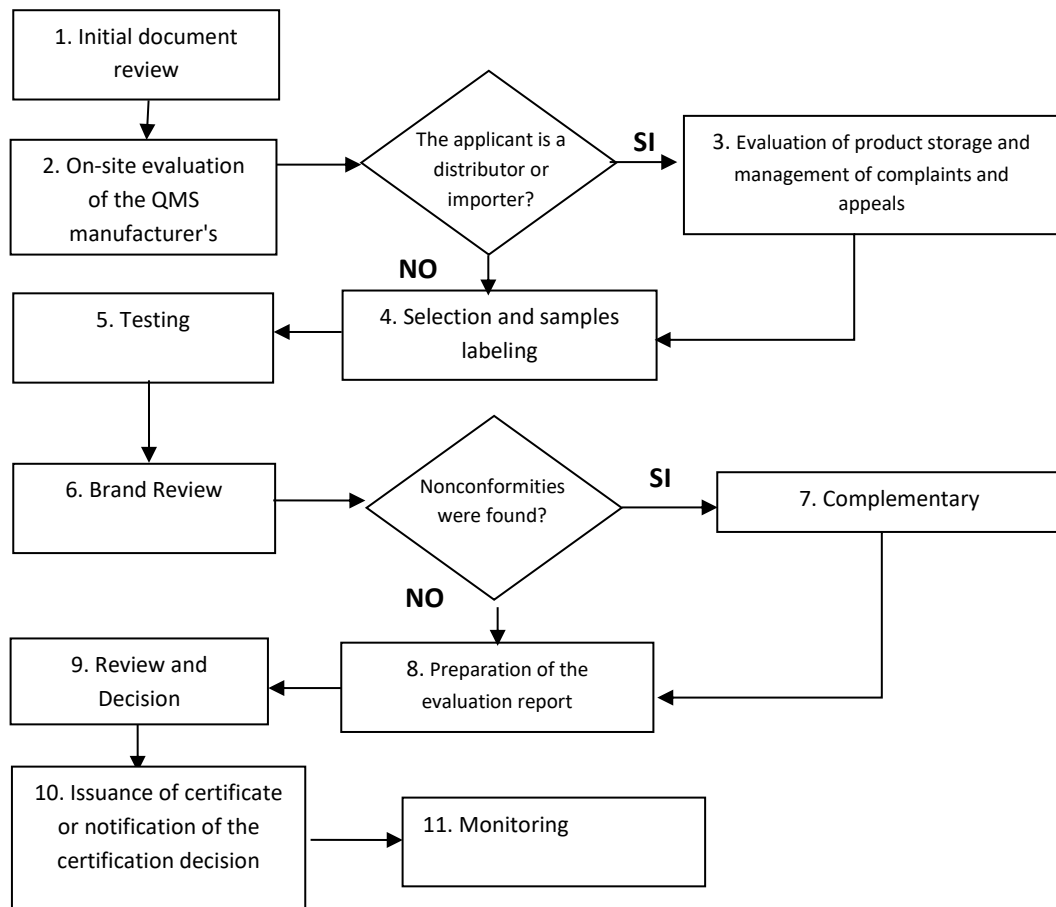 1. Initial document
review
2. On-site evaluation
of the QMS
manufacturer's
The applicant is a
distributor or
importer?
SI
3. Evaluation of product storage and
management of complaints and
appeals
NO
4. Selection and samples
labeling
5. Testing
6. Brand Review
Nonconformities
were found?
SI
7. Complementary
NO
8. Preparation of the
evaluation report
9. Review and
Decision
10. Issuance of certificate
or notification of the
certification decision
11. Monitoring